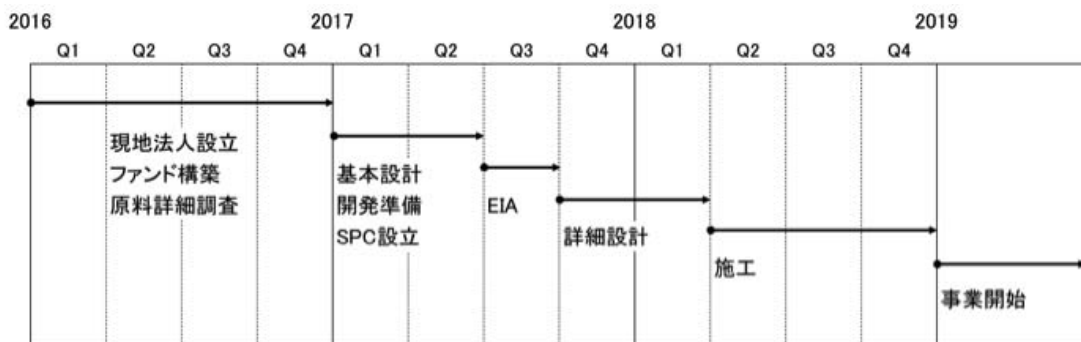 2016 2017 2018 2019
Q1 Q2 Q3 Q4 Q1 Q2 Q3 Q4 Q1 Q2 Q3 Q4
現地法人設立
ファンド構築
原料詳細調査
基本設計
開発準備
SPC設立
EIA
詳細設計
施工
事業開始